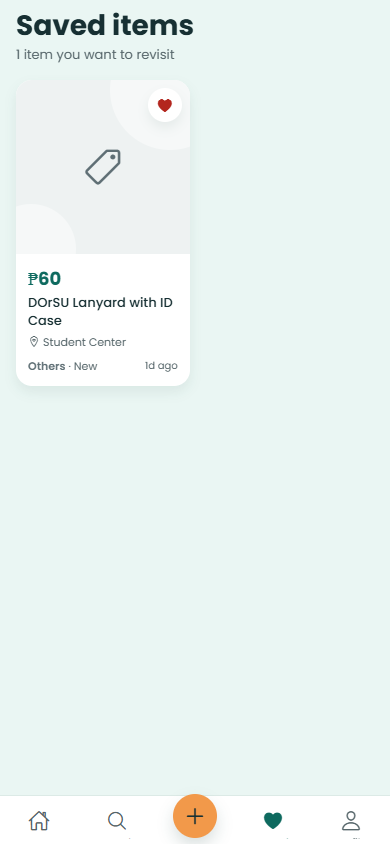 Saved items
1 item you want to revisit
₱60
DOrSU Lanyard with ID
Case
Student Center
Others · New
1d ago